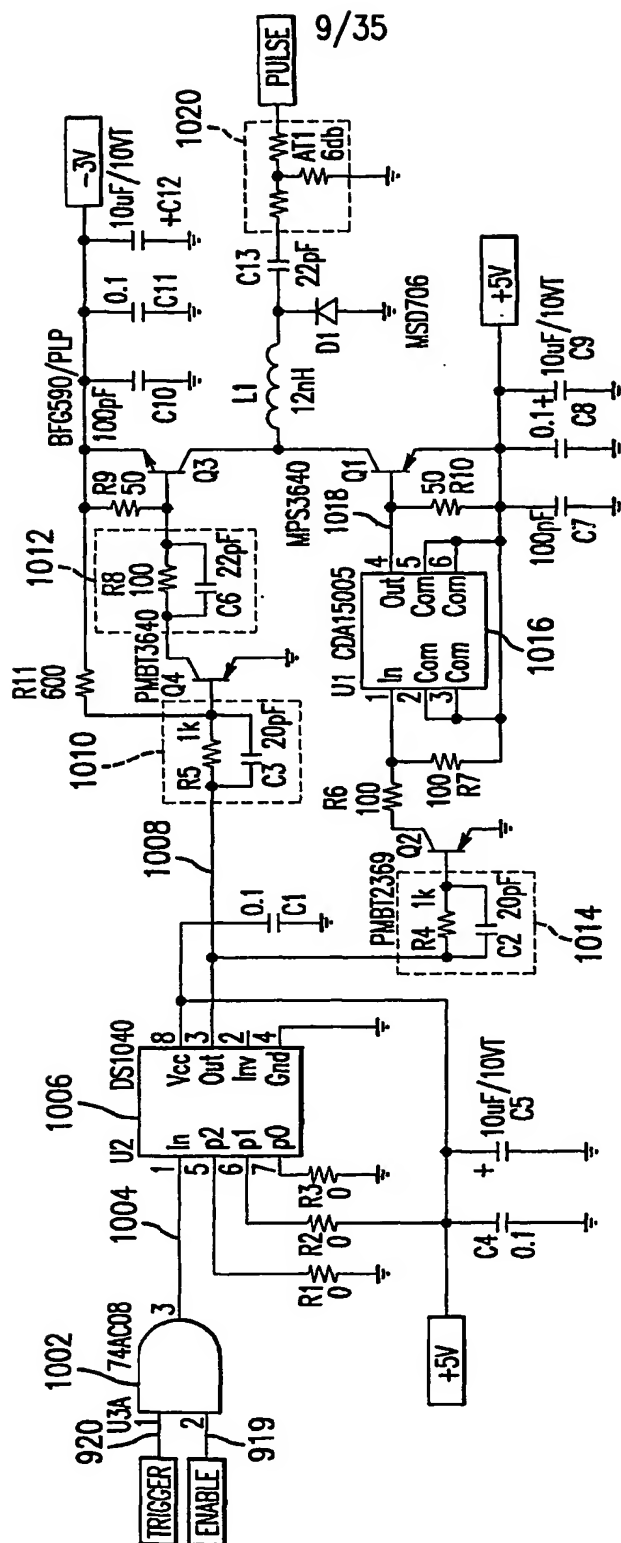 9/35
PULSE
1020
AT1
6db
-3V
10uF/10VT
+C12
0.1
C11
C13
22pF
BFG590/PLP
100pF
C10
D1
MSD706
L1
12nH
+5V
R9
50
Q3
MPS3640
Q1
1018
50
R10
10uF/10VT
C9
0.1+
C8
100pF
C7
1012
R8
100
22pF
C6
R11
600
PMBT3640
Q4
U1 CDA15005
In
Out
Com
Com
Com
Com
1
2
3
4
5
6
1016
1010
1k
R5
20pF
C3
R6
100
100
R7
1008
Q2
PMBT2369
1k
R4
20pF
C2
1014
0.1
C1
1006
U2
DS1040
In
p2
p1
p0
Vcc
Out
Inv
Gnd
1
5
6
7
8
3
2
4
10uF/10VT
C5
+
R3
0
R2
0
R1
0
C4
0.1
1004
+5V
1002
3
74AC08
U3A
920
1
2
919
TRIGGER
ENABLE